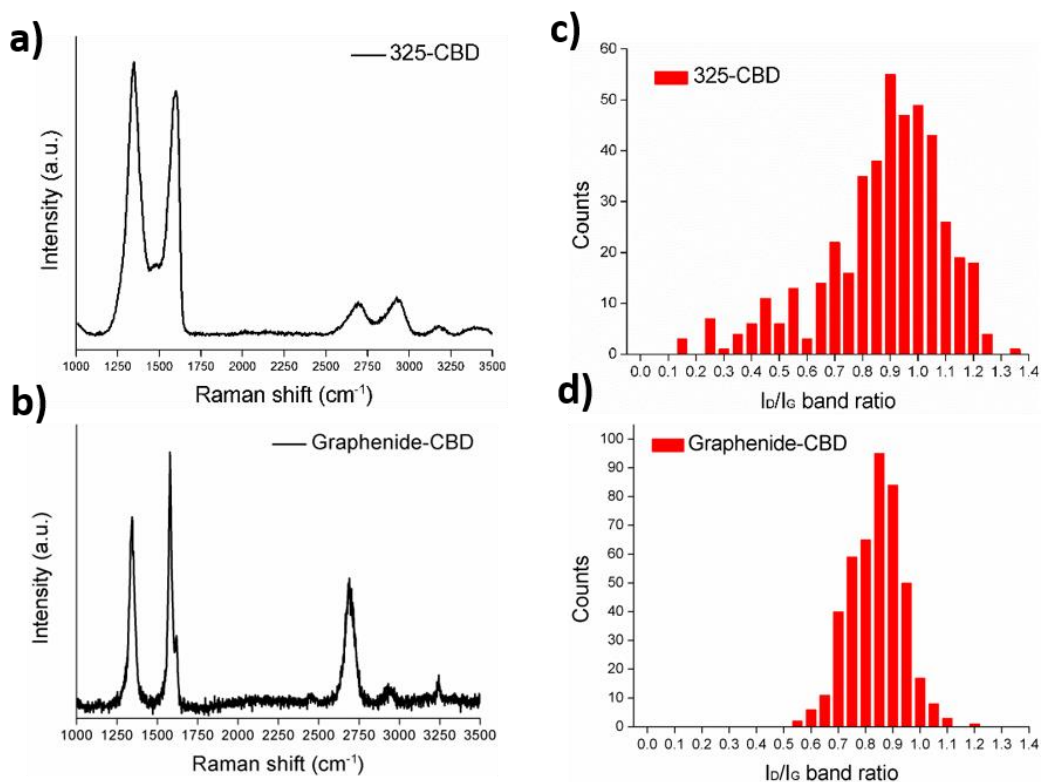 a)
325-CBD
Intensity (a.u.)
1000 1250 1500 1750 2000 2250 2500 2750 3000 3250 3500
Raman shift (cm⁻¹)
b)
Graphenide-CBD
Intensity (a.u.)
1000 1250 1500 1750 2000 2250 2500 2750 3000 3250 3500
Raman shift (cm⁻¹)
c)
325-CBD
60
50
40
30
20
10
0
Counts
0.0 0.1 0.2 0.3 0.4 0.5 0.6 0.7 0.8 0.9 1.0 1.1 1.2 1.3 1.4
I_D/I_G band ratio
d)
Graphenide-CBD
100
90
80
70
60
50
40
30
20
10
0
Counts
0.0 0.1 0.2 0.3 0.4 0.5 0.6 0.7 0.8 0.9 1.0 1.1 1.2 1.3 1.4
I_D/I_G band ratio